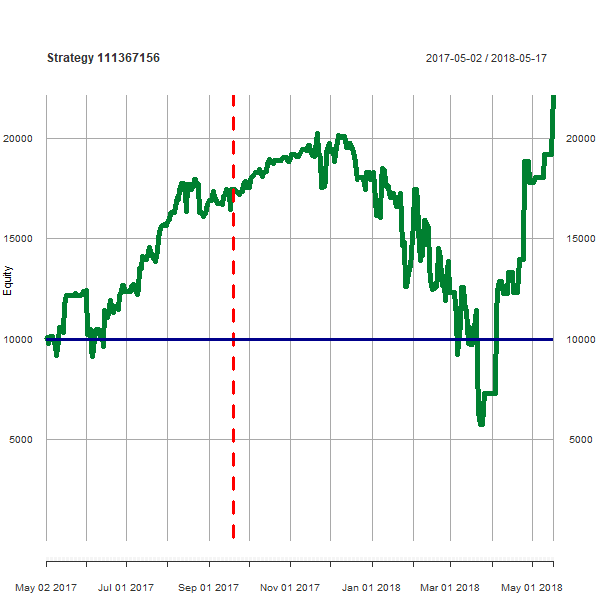 Strategy 111367156
2017-05-02 / 2018-05-17
20000
20000
15000
15000
Equity
10000
10000
5000
5000
May 02 2017
Jul 01 2017
Sep 01 2017
Nov 01 2017
Jan 01 2018
Mar 01 2018
May 01 2018